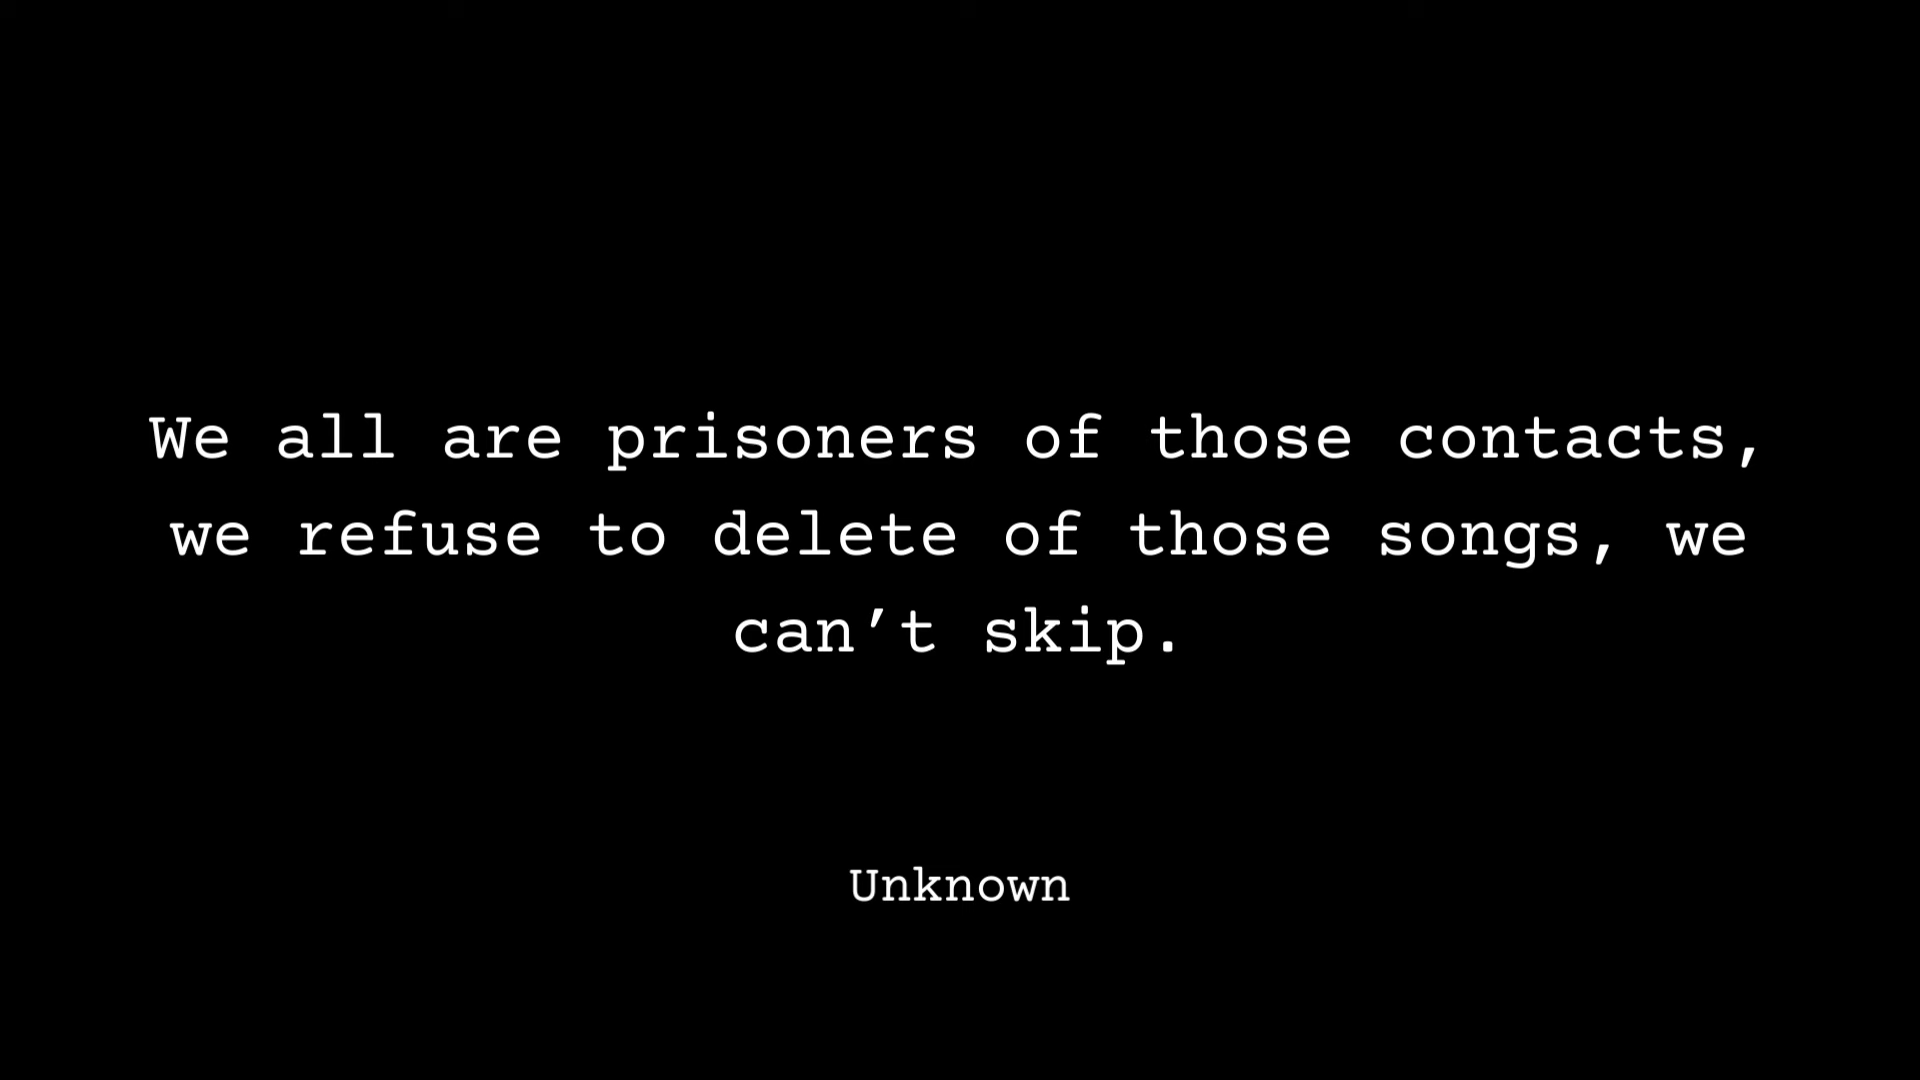 We all are prisoners of those contacts,
we refuse to delete of those songs, we
can’t skip.
Unknown